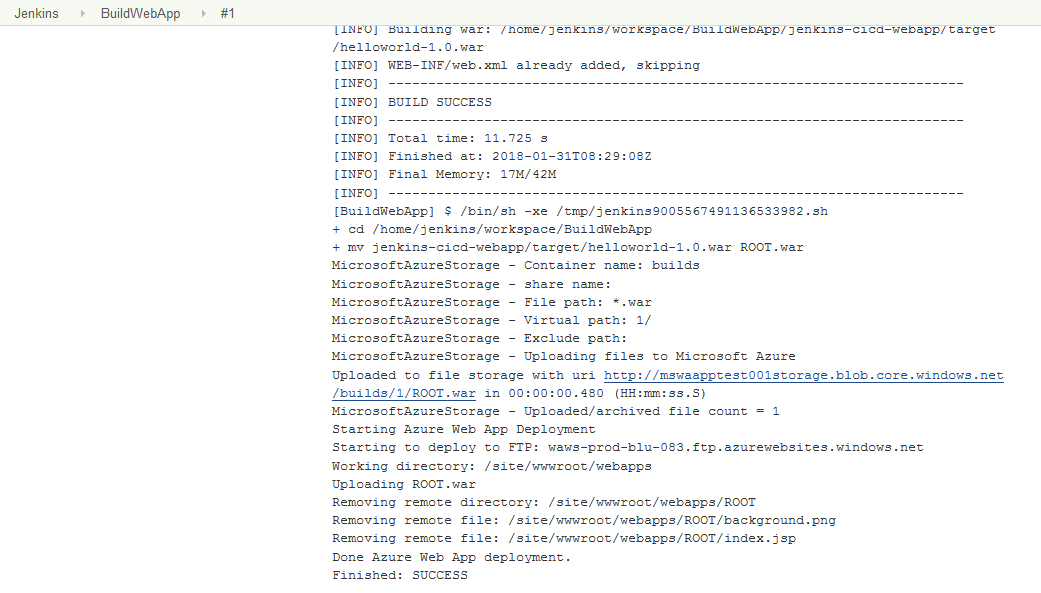 Jenkins BuildWebApp #1
[INFO] Building war: /home/jenkins/workspace/BuildWebApp/jenkins-cicd-webapp/target
/helloworld-1.0.war
[INFO] WEB-INF/web.xml already added, skipping
[INFO] ------------------------------------------------------------------------
[INFO] BUILD SUCCESS
[INFO] ------------------------------------------------------------------------
[INFO] Total time: 11.725 s
[INFO] Finished at: 2018-01-31T08:29:08Z
[INFO] Final Memory: 17M/42M
[INFO] ------------------------------------------------------------------------
[BuildWebApp] $ /bin/sh -xe /tmp/jenkins9005567491136533982.sh
+ cd /home/jenkins/workspace/BuildWebApp
+ mv jenkins-cicd-webapp/target/helloworld-1.0.war ROOT.war
MicrosoftAzureStorage - Container name: builds
MicrosoftAzureStorage - share name:
MicrosoftAzureStorage - File path: *.war
MicrosoftAzureStorage - Virtual path: 1/
MicrosoftAzureStorage - Exclude path:
MicrosoftAzureStorage - Uploading files to Microsoft Azure
Uploaded to file storage with uri http://mswaapptest001storage.blob.core.windows.net
/builds/1/ROOT.war in 00:00:00.480 (HH:mm:ss.S)
MicrosoftAzureStorage - Uploaded/archived file count = 1
Starting Azure Web App Deployment
Starting to deploy to FTP: waws-prod-blu-083.ftp.azurewebsites.windows.net
Working directory: /site/wwwroot/webapps
Uploading ROOT.war
Removing remote directory: /site/wwwroot/webapps/ROOT
Removing remote file: /site/wwwroot/webapps/ROOT/background.png
Removing remote file: /site/wwwroot/webapps/ROOT/index.jsp
Done Azure Web App deployment.
Finished: SUCCESS